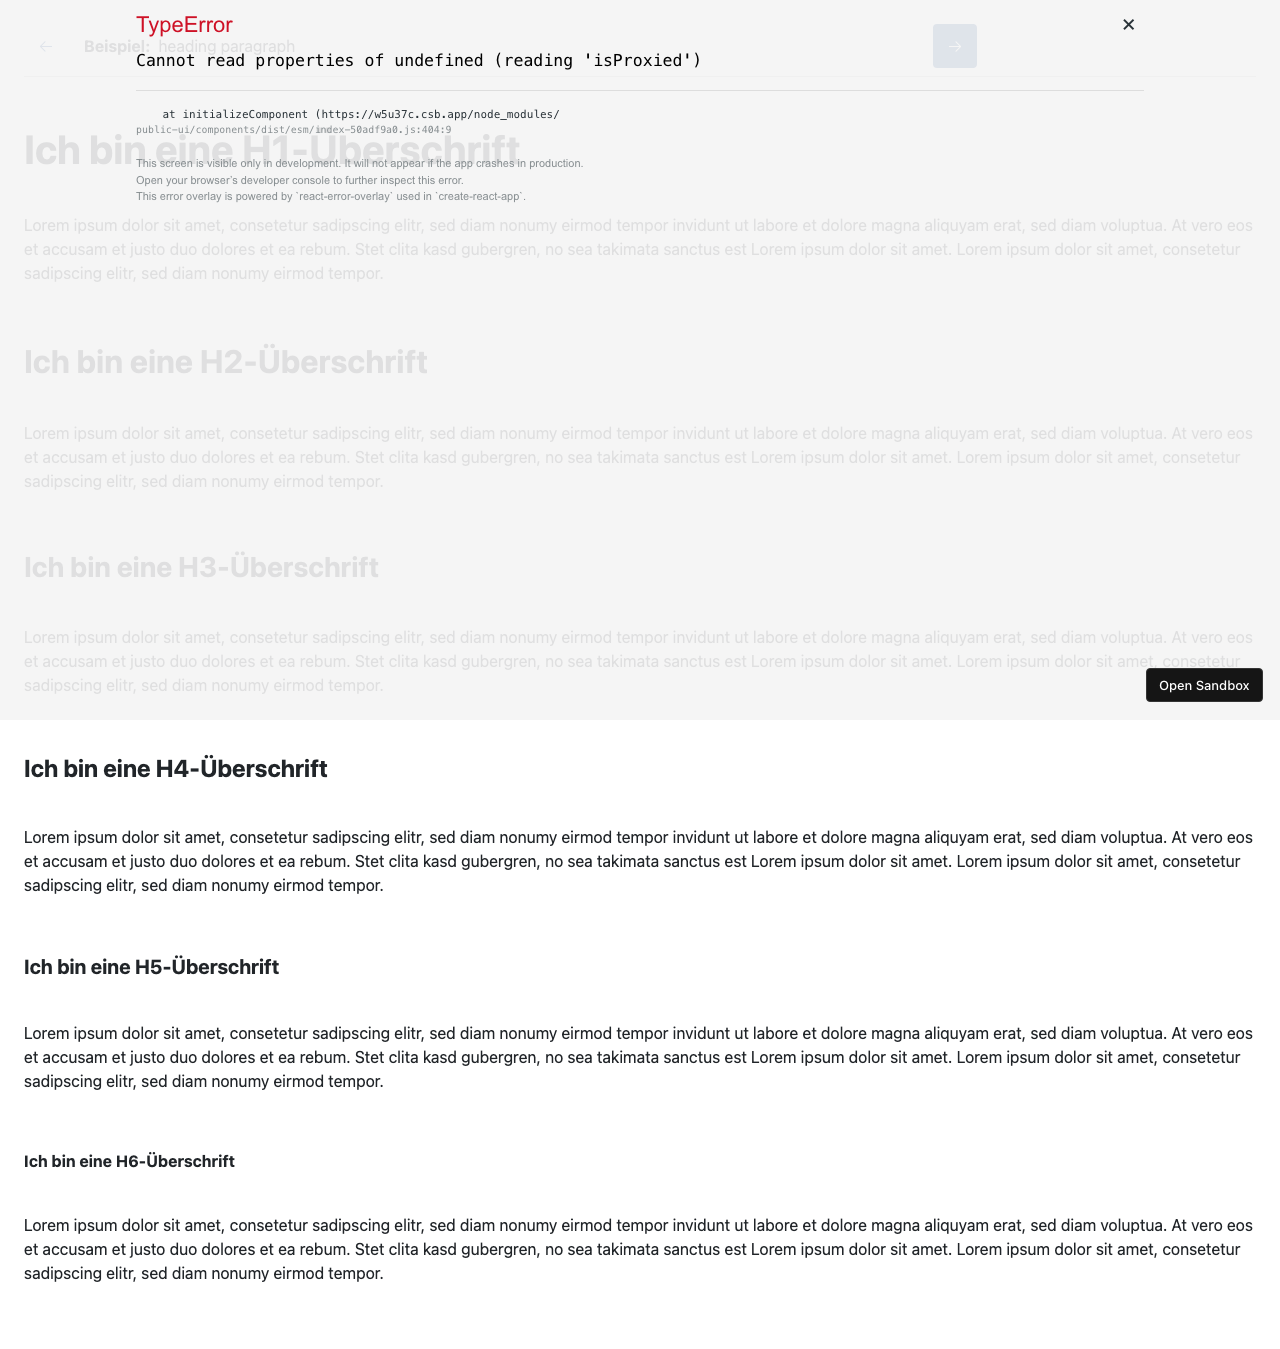 TypeError
✕
← Beispiel: heading paragraph →
Cannot read properties of undefined (reading 'isProxied')
at initializeComponent (https://w5u37c.csb.app/node_modules/
public-ui/components/dist/esm/index-50adf9a0.js:404:9
Ich bin eine H1-Überschrift
This screen is visible only in development. It will not appear if the app crashes in production.
Open your browser's developer console to further inspect this error.
This error overlay is powered by `react-error-overlay` used in `create-react-app`.
Lorem ipsum dolor sit amet, consetetur sadipscing elitr, sed diam nonumy eirmod tempor invidunt ut labore et dolore magna aliquyam erat, sed diam voluptua. At vero eos
et accusam et justo duo dolores et ea rebum. Stet clita kasd gubergren, no sea takimata sanctus est Lorem ipsum dolor sit amet. Lorem ipsum dolor sit amet, consetetur
sadipscing elitr, sed diam nonumy eirmod tempor.
Ich bin eine H2-Überschrift
Lorem ipsum dolor sit amet, consetetur sadipscing elitr, sed diam nonumy eirmod tempor invidunt ut labore et dolore magna aliquyam erat, sed diam voluptua. At vero eos
et accusam et justo duo dolores et ea rebum. Stet clita kasd gubergren, no sea takimata sanctus est Lorem ipsum dolor sit amet. Lorem ipsum dolor sit amet, consetetur
sadipscing elitr, sed diam nonumy eirmod tempor.
Ich bin eine H3-Überschrift
Lorem ipsum dolor sit amet, consetetur sadipscing elitr, sed diam nonumy eirmod tempor invidunt ut labore et dolore magna aliquyam erat, sed diam voluptua. At vero eos
et accusam et justo duo dolores et ea rebum. Stet clita kasd gubergren, no sea takimata sanctus est Lorem ipsum dolor sit amet. Lorem ipsum dolor sit amet, consetetur
sadipscing elitr, sed diam nonumy eirmod tempor.
Open Sandbox
Ich bin eine H4-Überschrift
Lorem ipsum dolor sit amet, consetetur sadipscing elitr, sed diam nonumy eirmod tempor invidunt ut labore et dolore magna aliquyam erat, sed diam voluptua. At vero eos
et accusam et justo duo dolores et ea rebum. Stet clita kasd gubergren, no sea takimata sanctus est Lorem ipsum dolor sit amet. Lorem ipsum dolor sit amet, consetetur
sadipscing elitr, sed diam nonumy eirmod tempor.
Ich bin eine H5-Überschrift
Lorem ipsum dolor sit amet, consetetur sadipscing elitr, sed diam nonumy eirmod tempor invidunt ut labore et dolore magna aliquyam erat, sed diam voluptua. At vero eos
et accusam et justo duo dolores et ea rebum. Stet clita kasd gubergren, no sea takimata sanctus est Lorem ipsum dolor sit amet. Lorem ipsum dolor sit amet, consetetur
sadipscing elitr, sed diam nonumy eirmod tempor.
Ich bin eine H6-Überschrift
Lorem ipsum dolor sit amet, consetetur sadipscing elitr, sed diam nonumy eirmod tempor invidunt ut labore et dolore magna aliquyam erat, sed diam voluptua. At vero eos
et accusam et justo duo dolores et ea rebum. Stet clita kasd gubergren, no sea takimata sanctus est Lorem ipsum dolor sit amet. Lorem ipsum dolor sit amet, consetetur
sadipscing elitr, sed diam nonumy eirmod tempor.